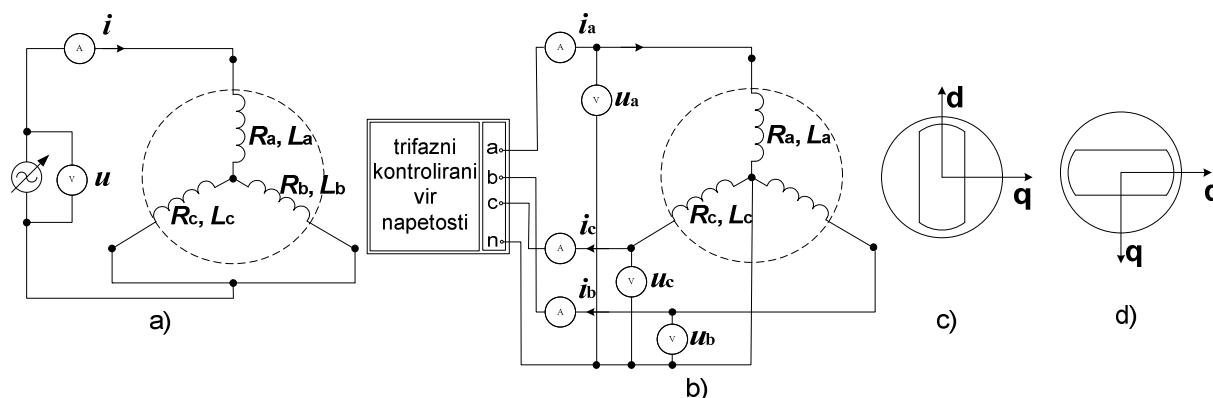 i
A
V
u
Ra, La
Rb, Lb
Rc, Lc
a)
trifazni
kontrolirani
vir
napetosti
a
b
c
n
ia
A
V
ua
Ra, La
Rc, Lc
ic
A
V
uc
ib
A
V
ub
b)
d
q
c)
d
q
d)